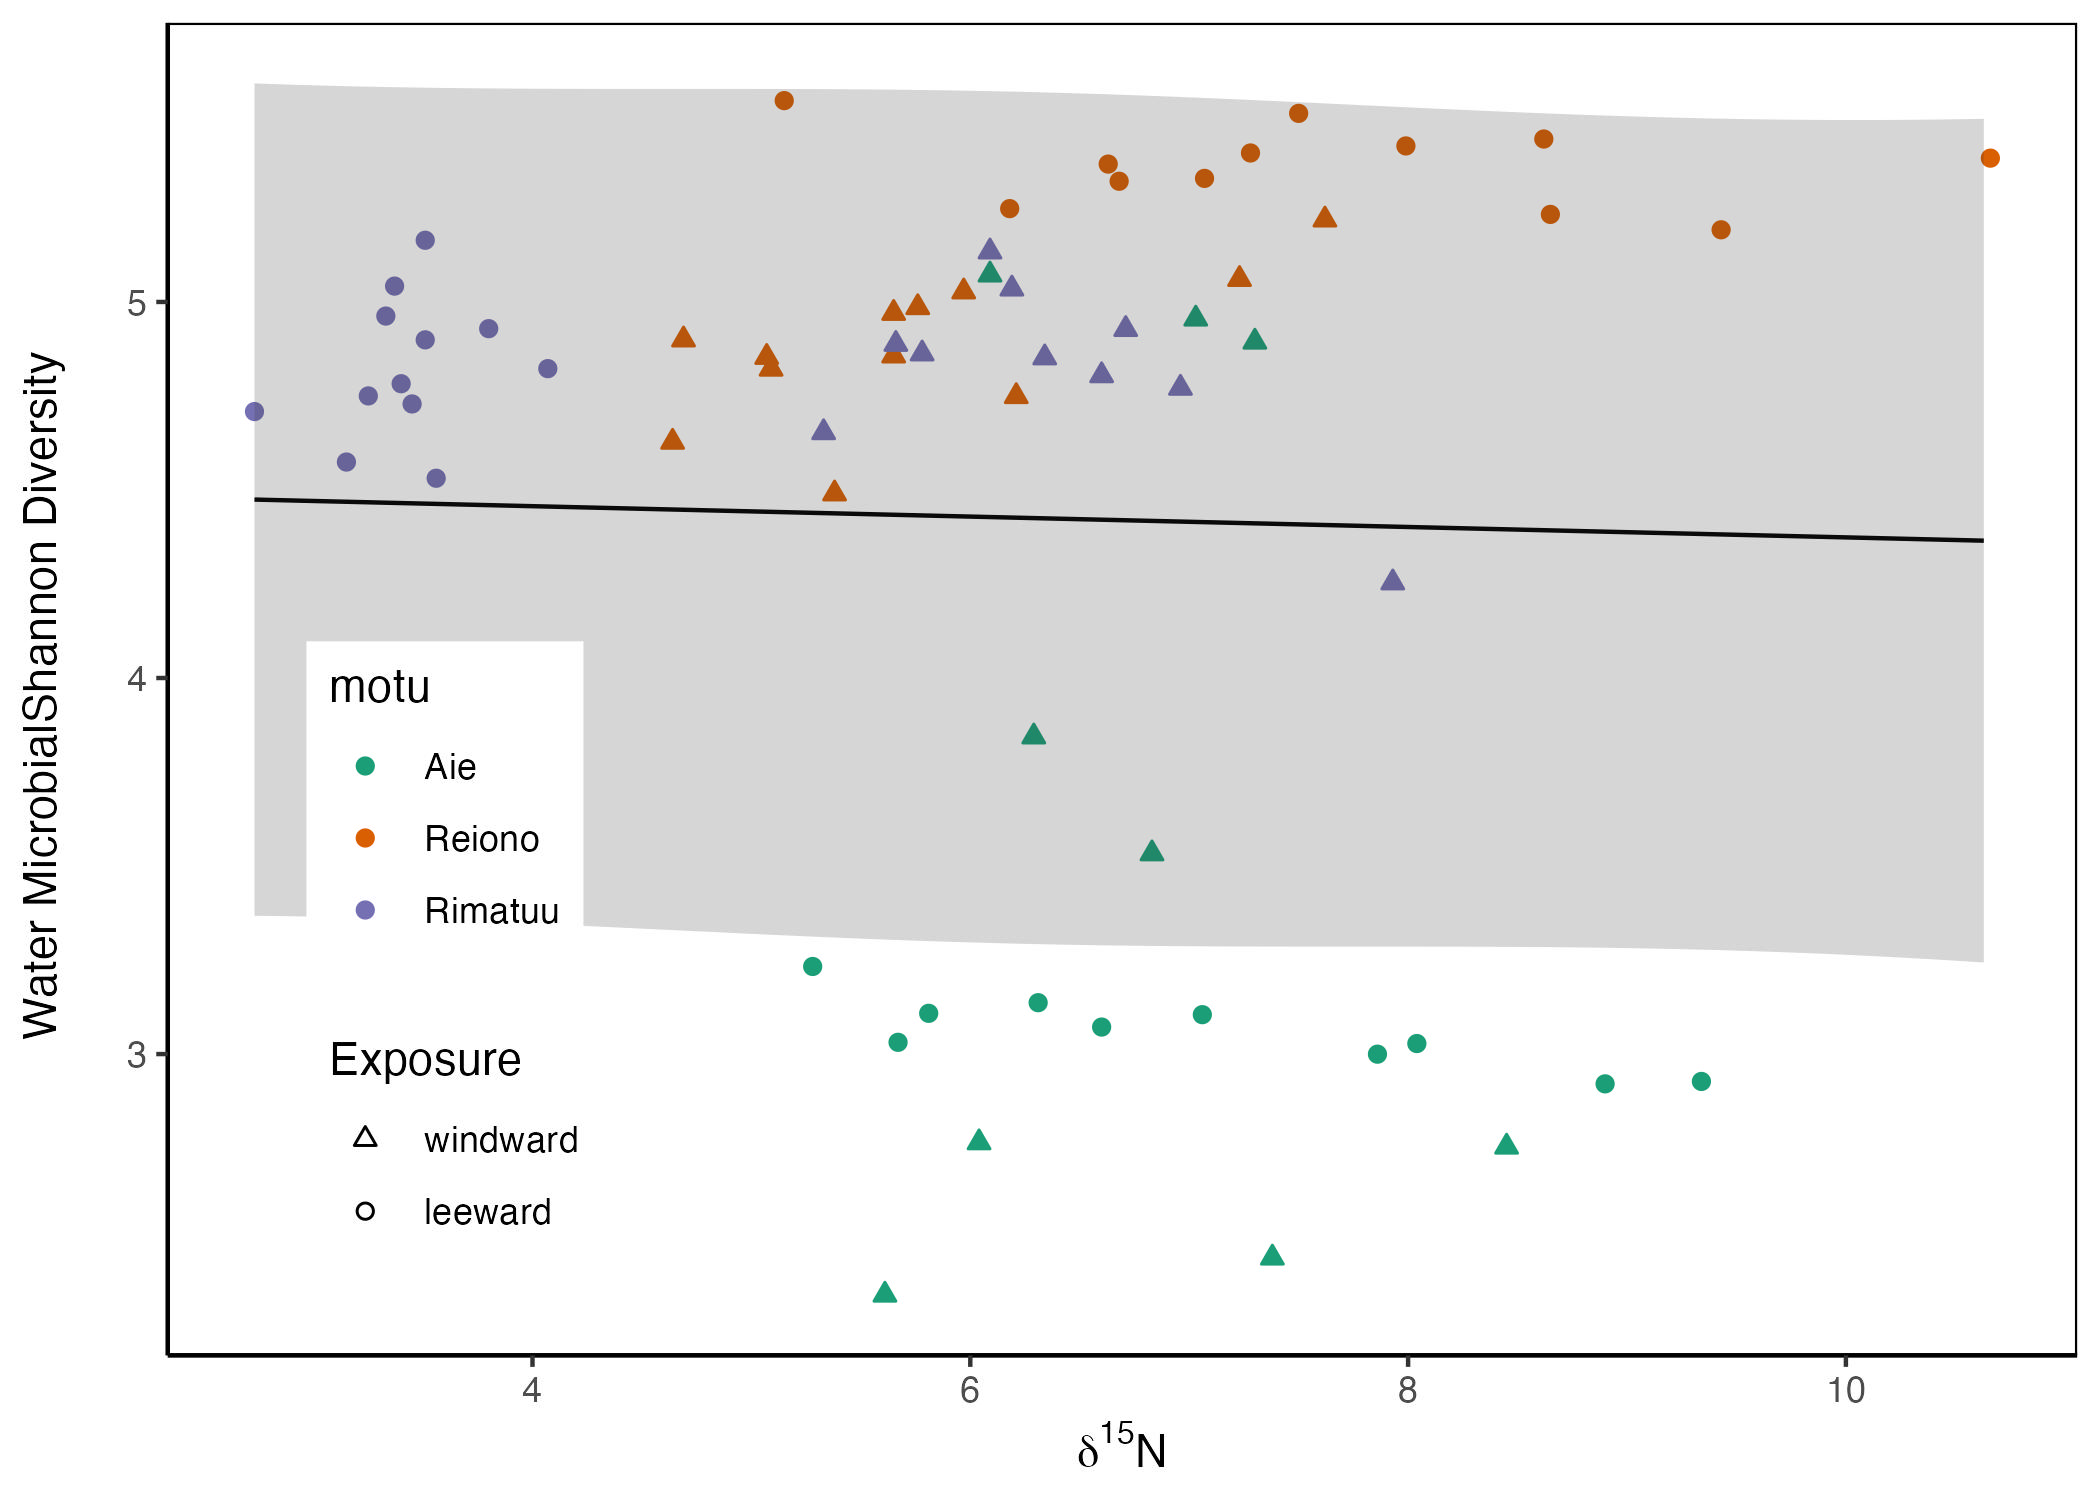 Water MicrobialShannon Diversity
5
4
3
motu
Aie
Reiono
Rimatuu
Exposure
windward
leeward
4 6 8 10
δ15N